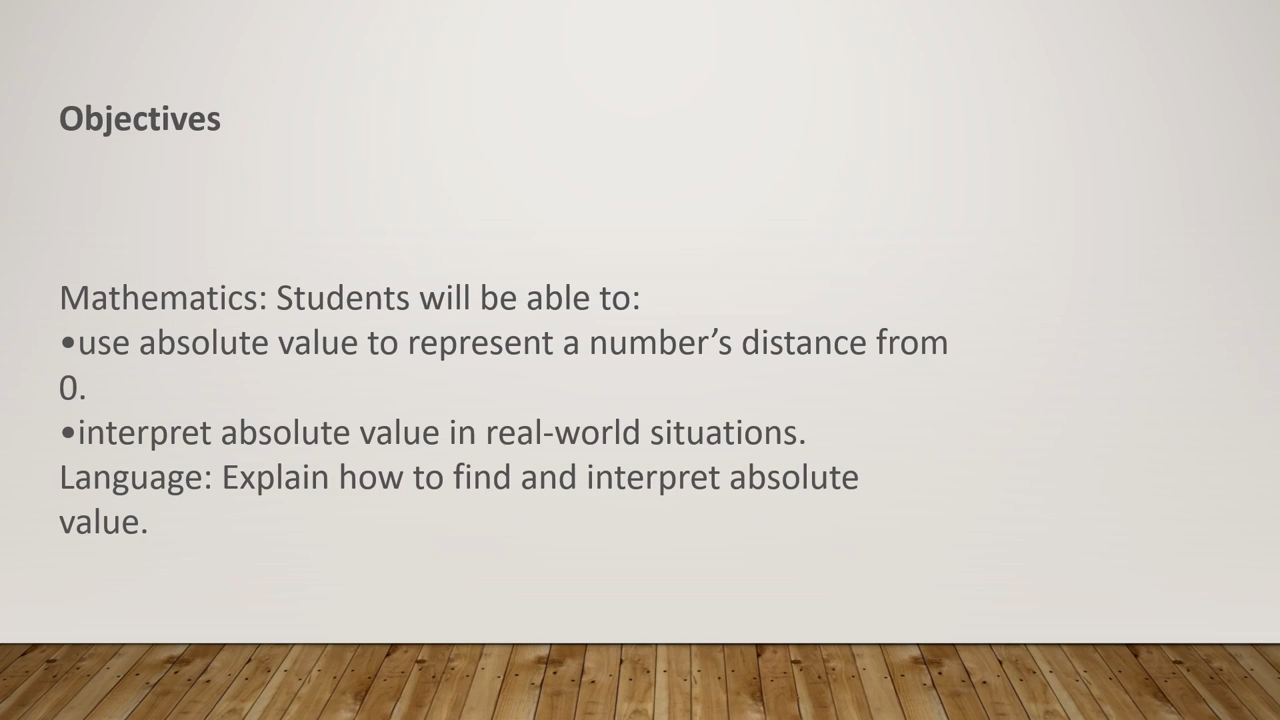 Objectives
Mathematics: Students will be able to:
•use absolute value to represent a number’s distance from
0.
•interpret absolute value in real-world situations.
Language: Explain how to find and interpret absolute
value.